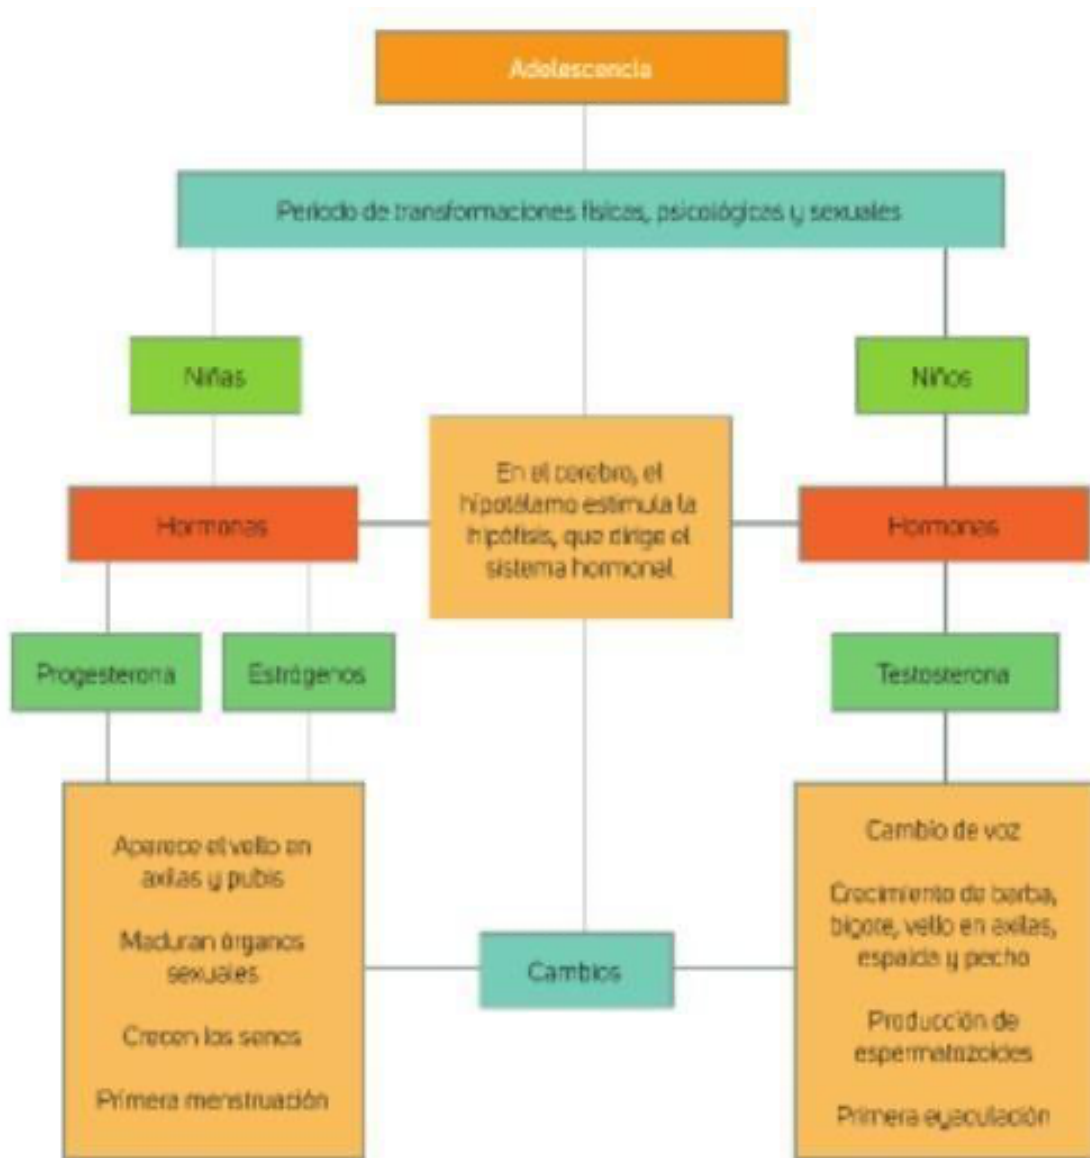 Adolescencia
Periodo de transformaciones físicas, psicológicas y sexuales
Niñas
Niños
En el cerebro, el
hipotálamo estimula la
hipófisis, que dirige el
sistema hormonal
Hormonas
Hormonas
Progesterona
Estrógenos
Testosterona
Aparece el vello en
axilas y pubis
Maduran órganos
sexuales
Crecen los senos
Primera menstruación
Cambios
Cambio de voz
Crecimiento de barba,
bigote, vello en axilas,
espalda y pecho
Producción de
espermatozoides
Primera eyaculación